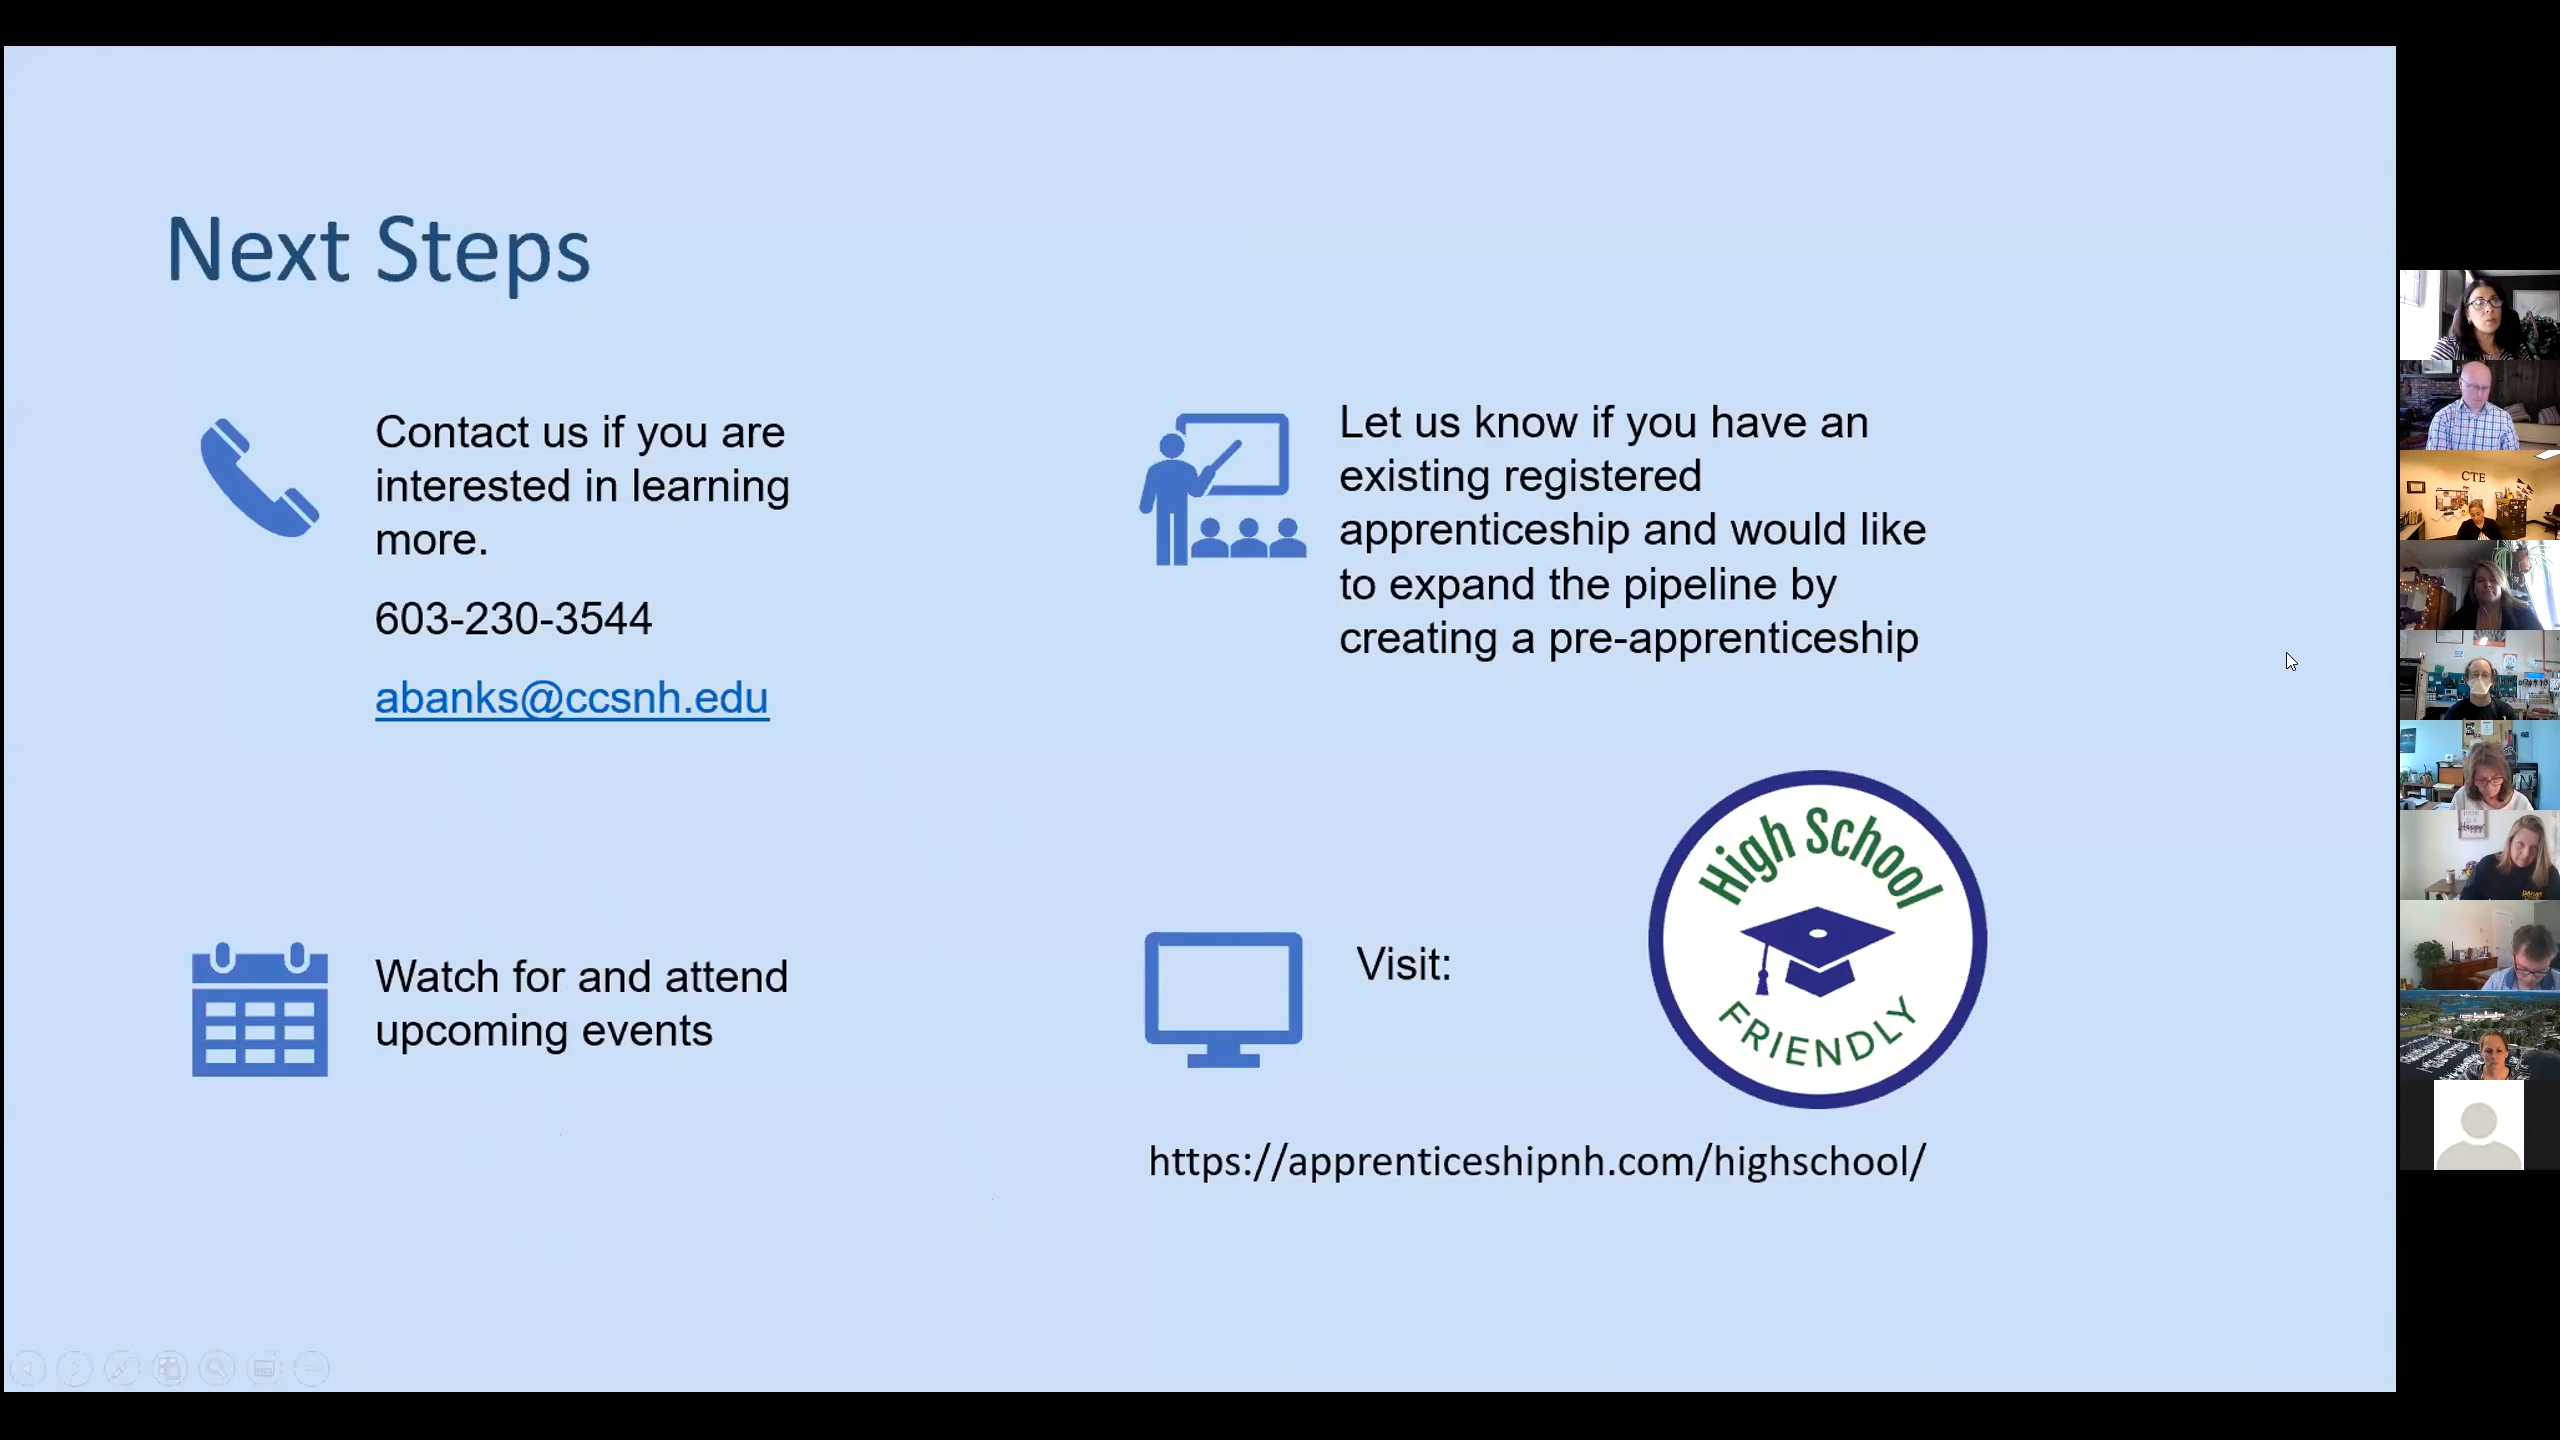 Next Steps
Contact us if you are
interested in learning
more.
603-230-3544
abanks@ccsnh.edu
Let us know if you have an
existing registered
apprenticeship and would like
to expand the pipeline by
creating a pre-apprenticeship
Watch for and attend
upcoming events
Visit:
High School
FRIENDLY
https://apprenticeshipnh.com/highschool/
CTE
Happy